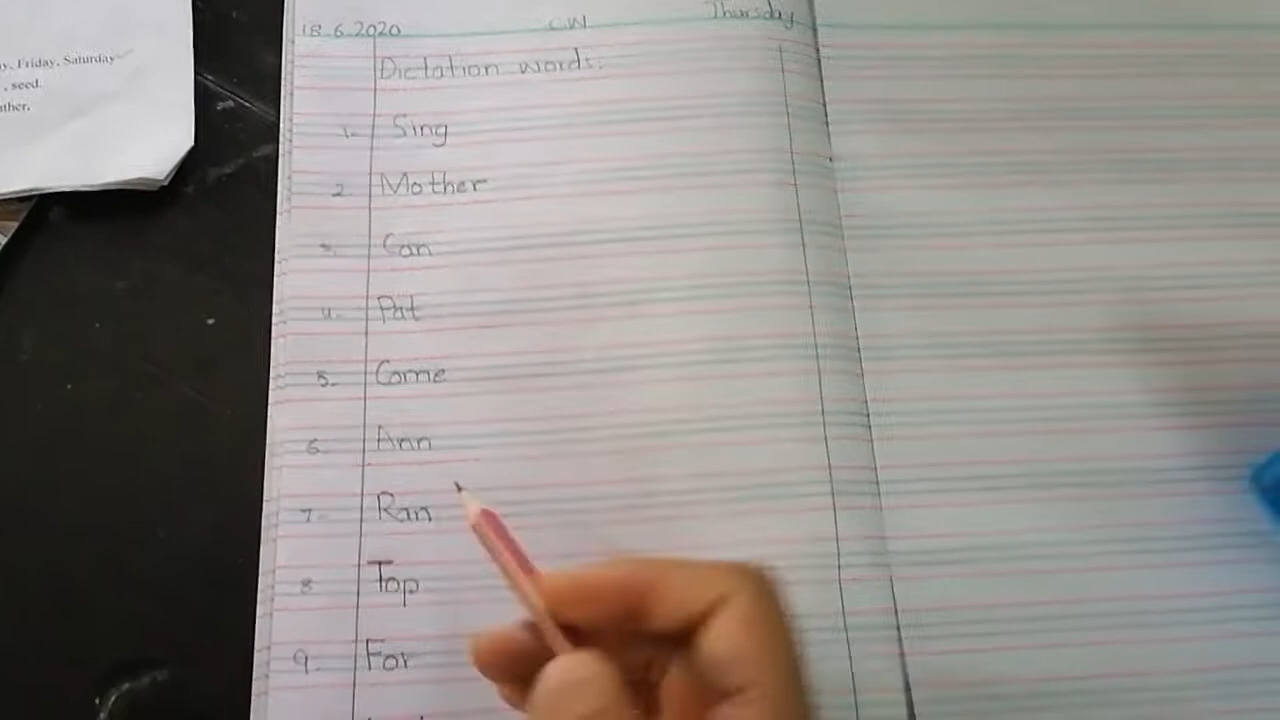 y, Friday, Saturday
, seed.
ather,
18.6.2020 CW Thursday
Dictation words:
1- Sing
2 Mother
3- Can
4- Pat
5- Come
6 Ann
7- Ran
8 Top
9- For